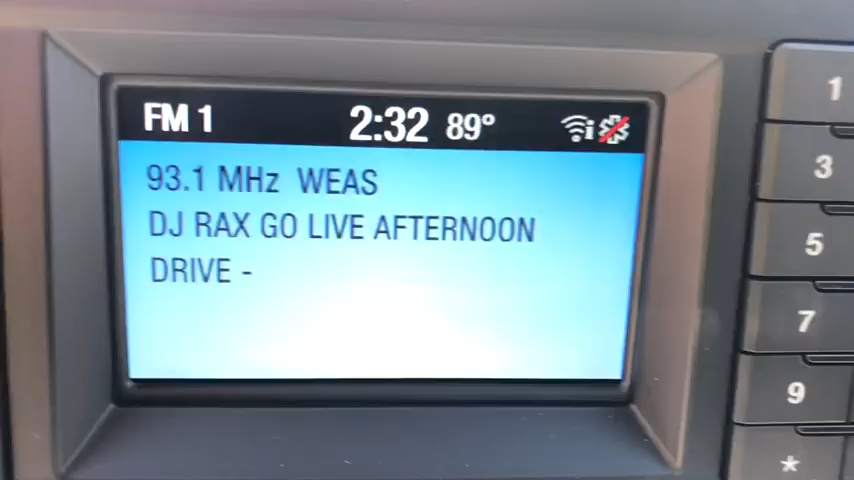 FM 1 2:32 89° i
93.1 MHz WEAS
DJ RAX GO LIVE AFTERNOON
DRIVE -
1
3
5
7
9
*